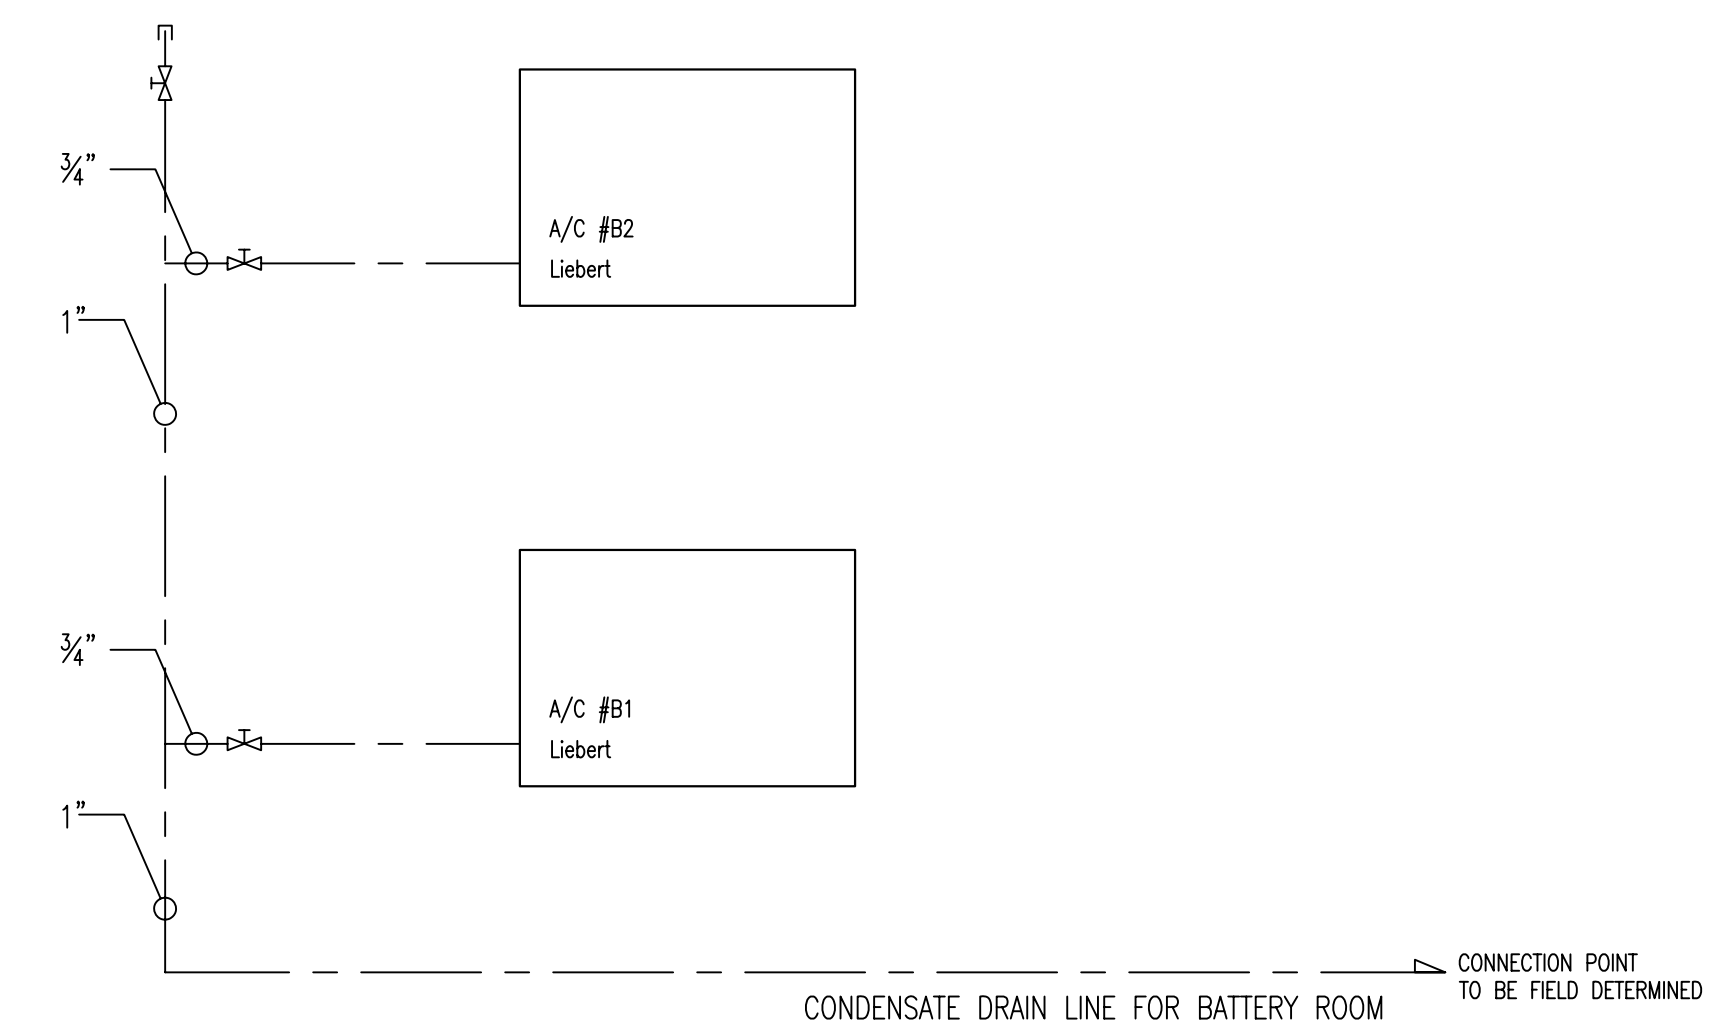 3/4"
A/C #B2
Liebert
1"
3/4"
A/C #B1
Liebert
1"
CONNECTION POINT
TO BE FIELD DETERMINED
CONDENSATE DRAIN LINE FOR BATTERY ROOM